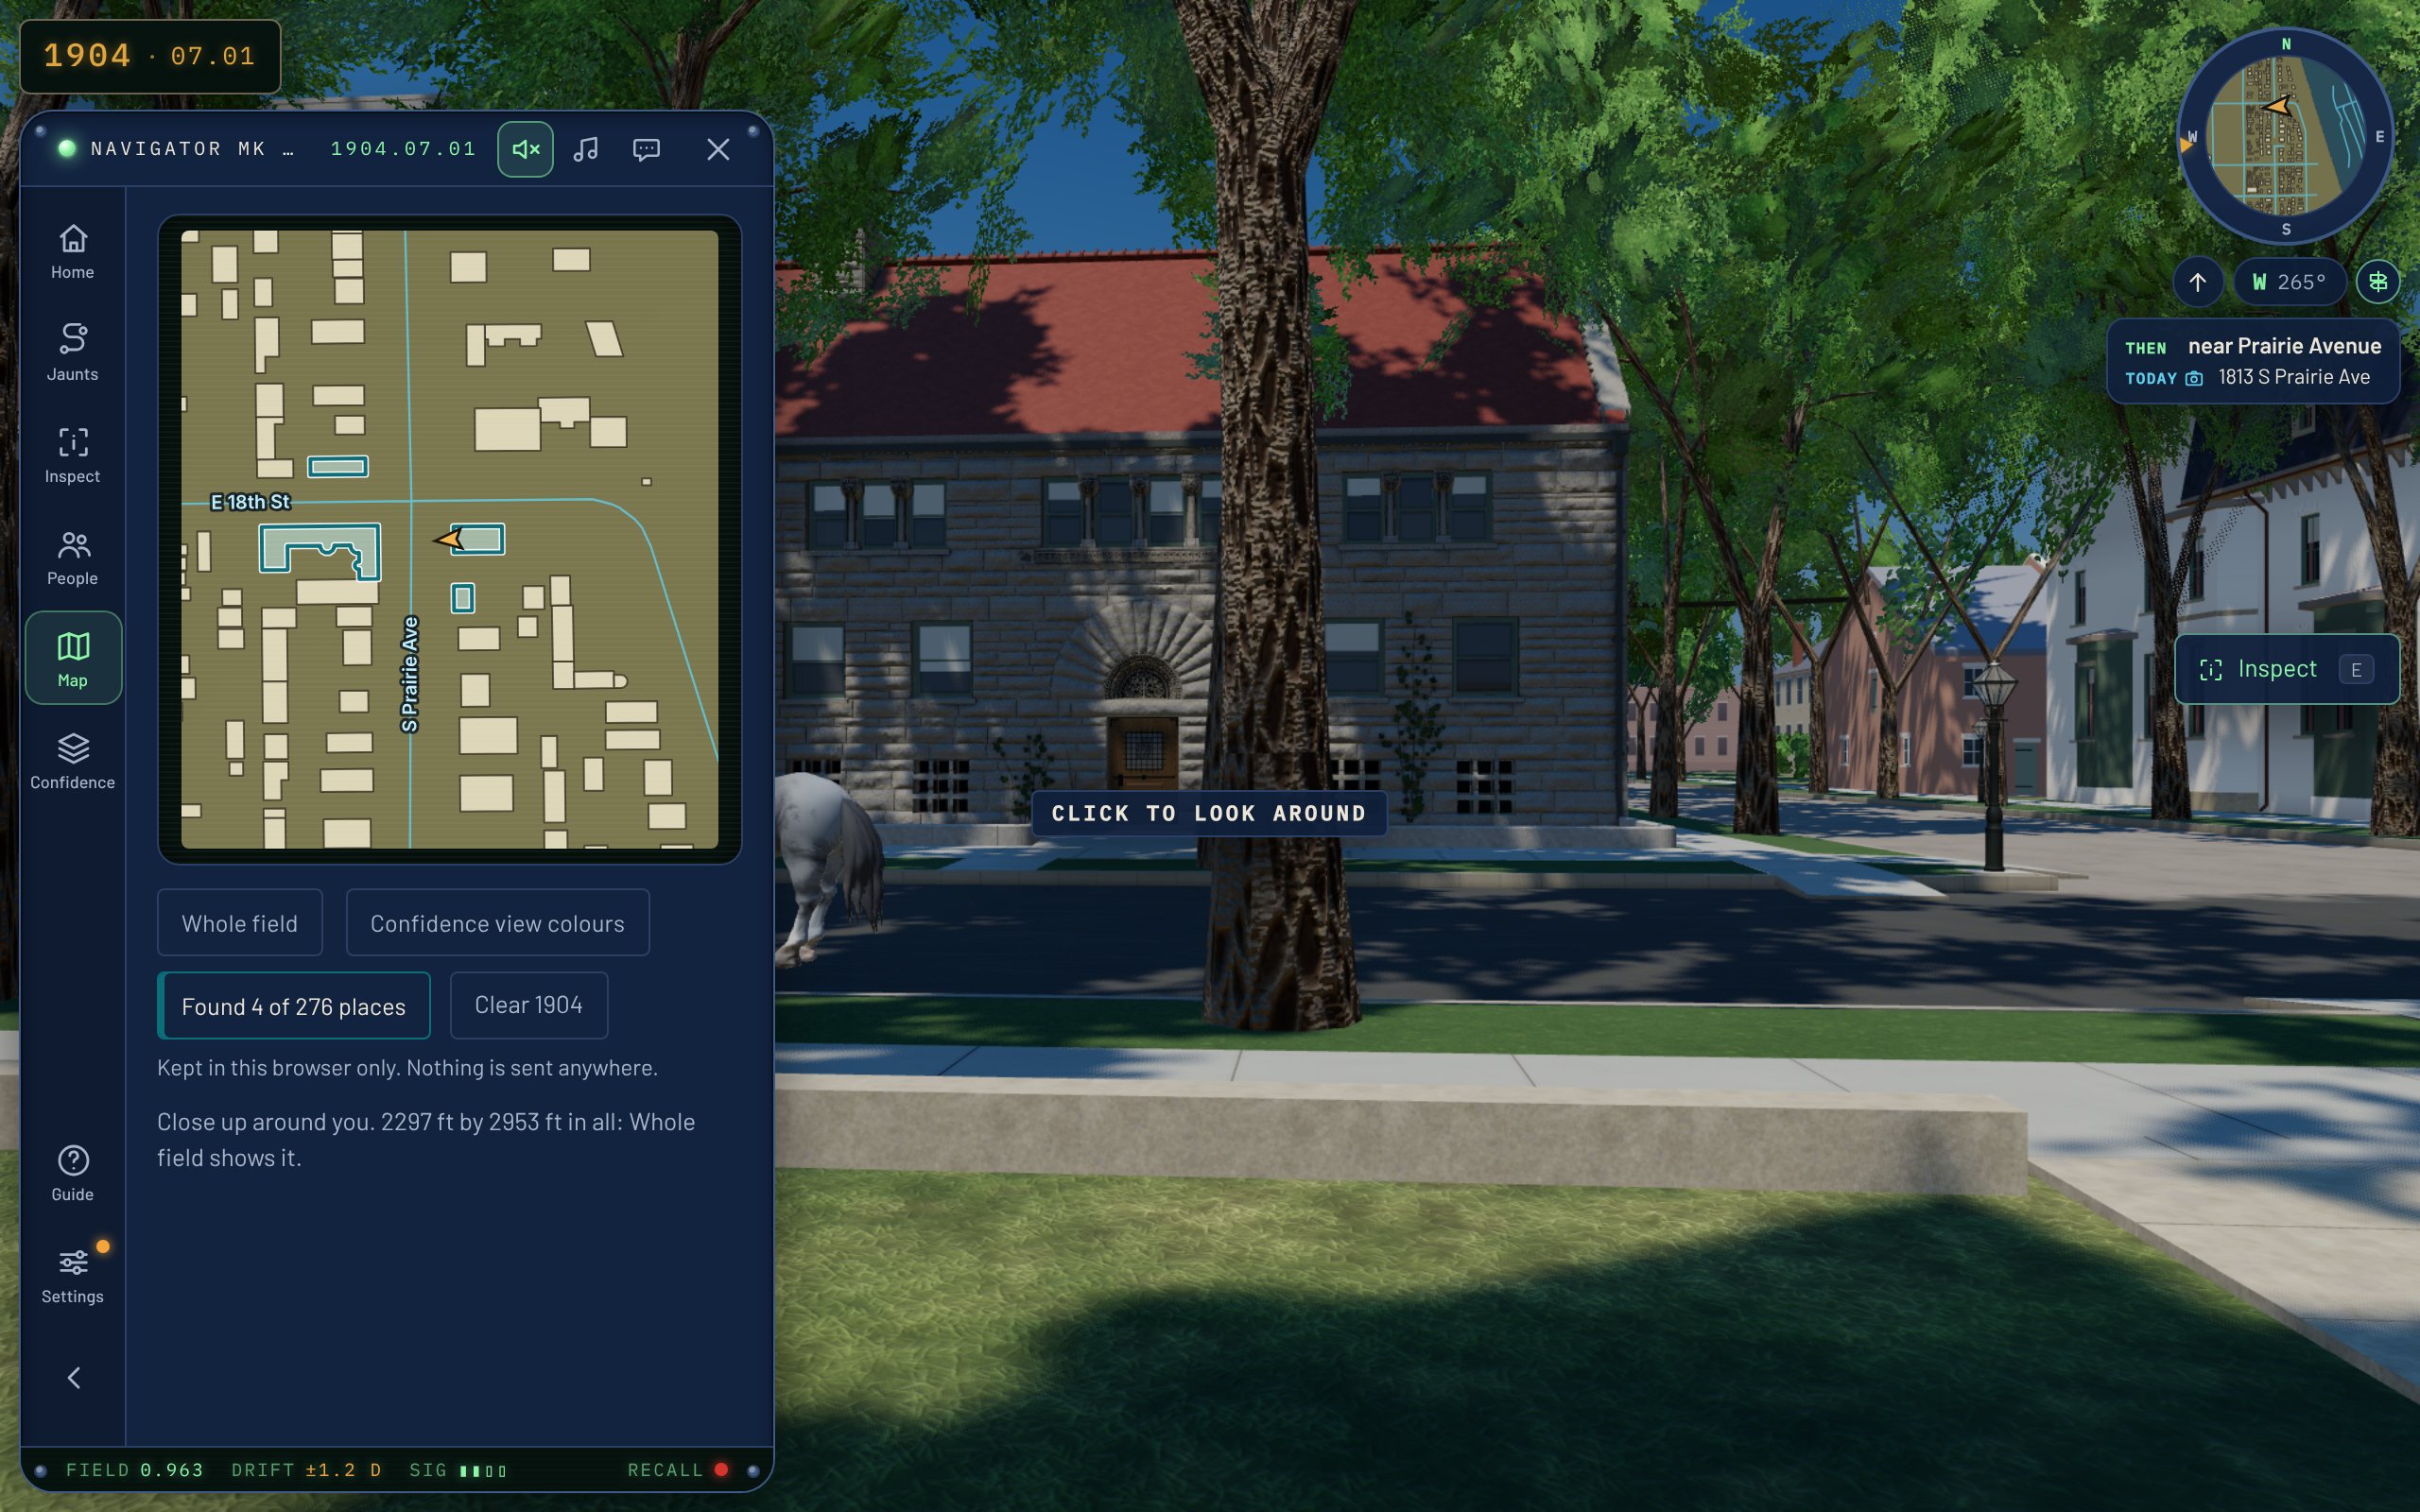 1904 · 07.01
NAVIGATOR MK …
1904.07.01
Home
Jaunts
Inspect
People
Map
Confidence
Guide
Settings
E 18th St
S Prairie Ave
Whole field
Confidence view colours
Found 4 of 276 places
Clear 1904
Kept in this browser only. Nothing is sent anywhere.
Close up around you. 2297 ft by 2953 ft in all: Whole
field shows it.
FIELD 0.963
DRIFT ±1.2 D
SIG
RECALL
CLICK TO LOOK AROUND
N
W
E
S
W 265°
THEN near Prairie Avenue
TODAY 1813 S Prairie Ave
Inspect E